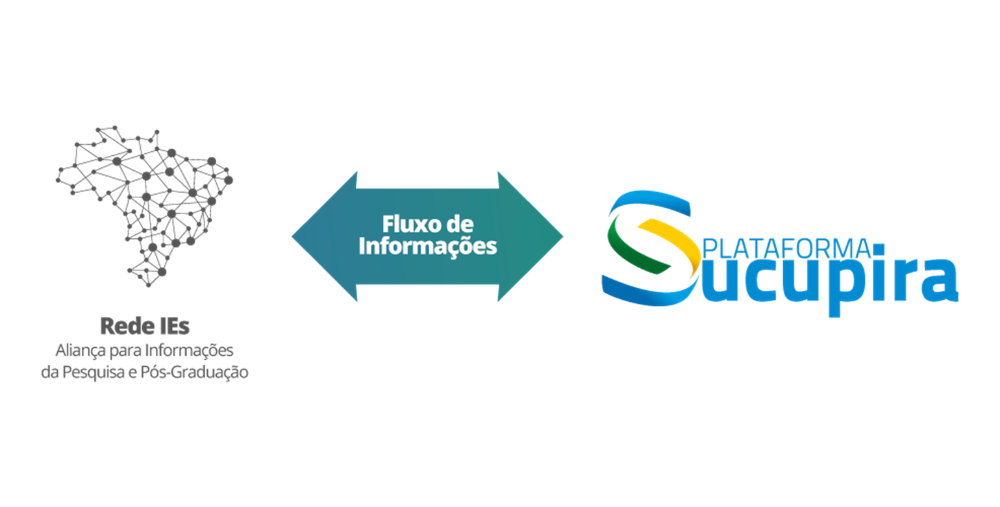 Rede IEs
Aliança para Informações
da Pesquisa e Pós-Graduação
Fluxo de
Informações
PLATAFORMA
Sucupira